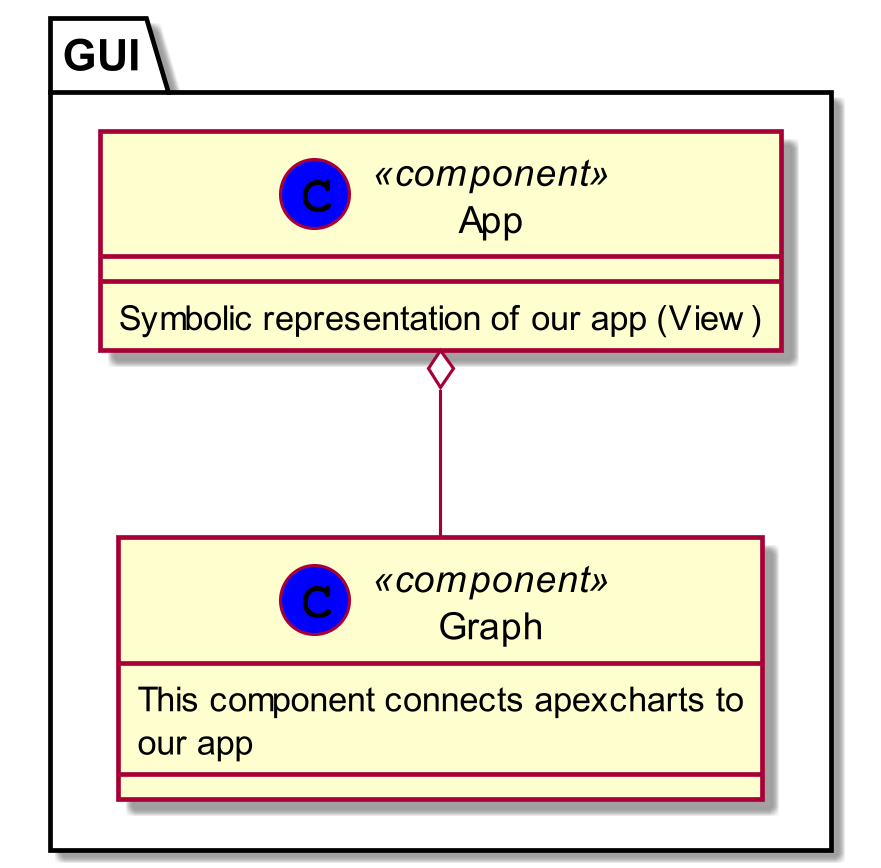 GUI
C
«component»
App
Symbolic representation of our app (View)
C
«component»
Graph
This component connects apexcharts to
our app